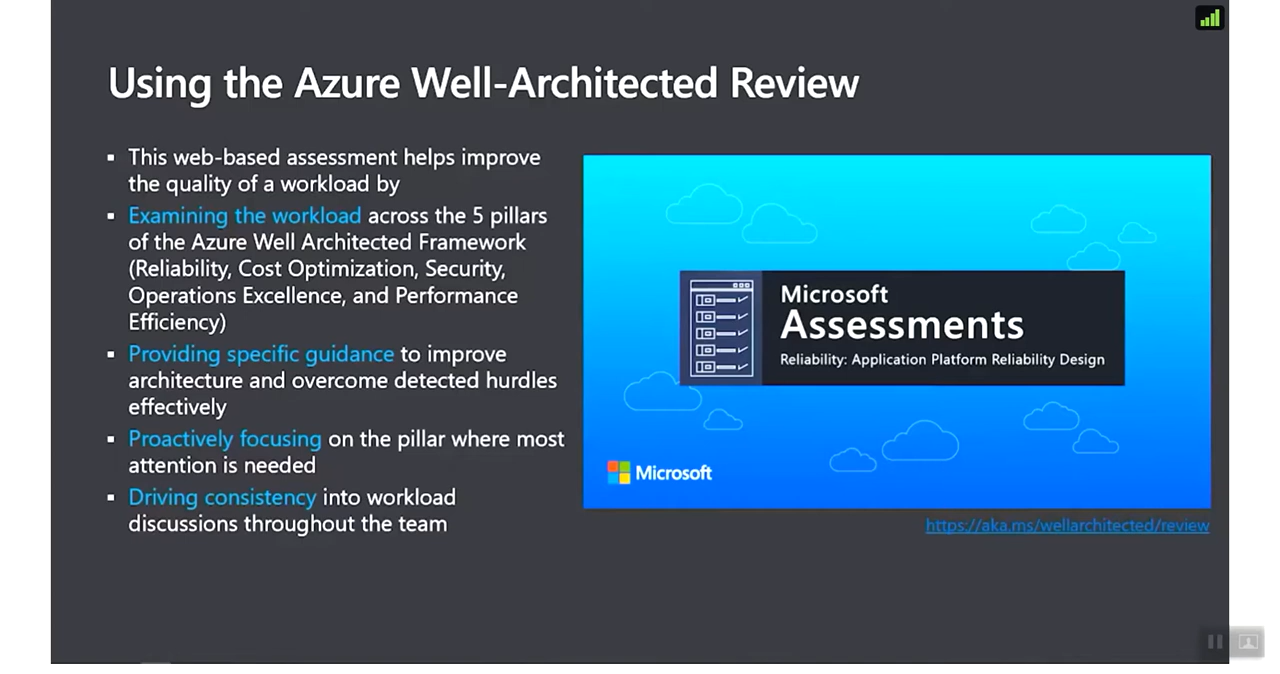 Using the Azure Well-Architected Review
▪ This web-based assessment helps improve
the quality of a workload by
▪ Examining the workload across the 5 pillars
of the Azure Well Architected Framework
(Reliability, Cost Optimization, Security,
Operations Excellence, and Performance
Efficiency)
▪ Providing specific guidance to improve
architecture and overcome detected hurdles
effectively
▪ Proactively focusing on the pillar where most
attention is needed
▪ Driving consistency into workload
discussions throughout the team
Microsoft
Assessments
Reliability: Application Platform Reliability Design
Microsoft
https://aka.ms/wellarchitected/review